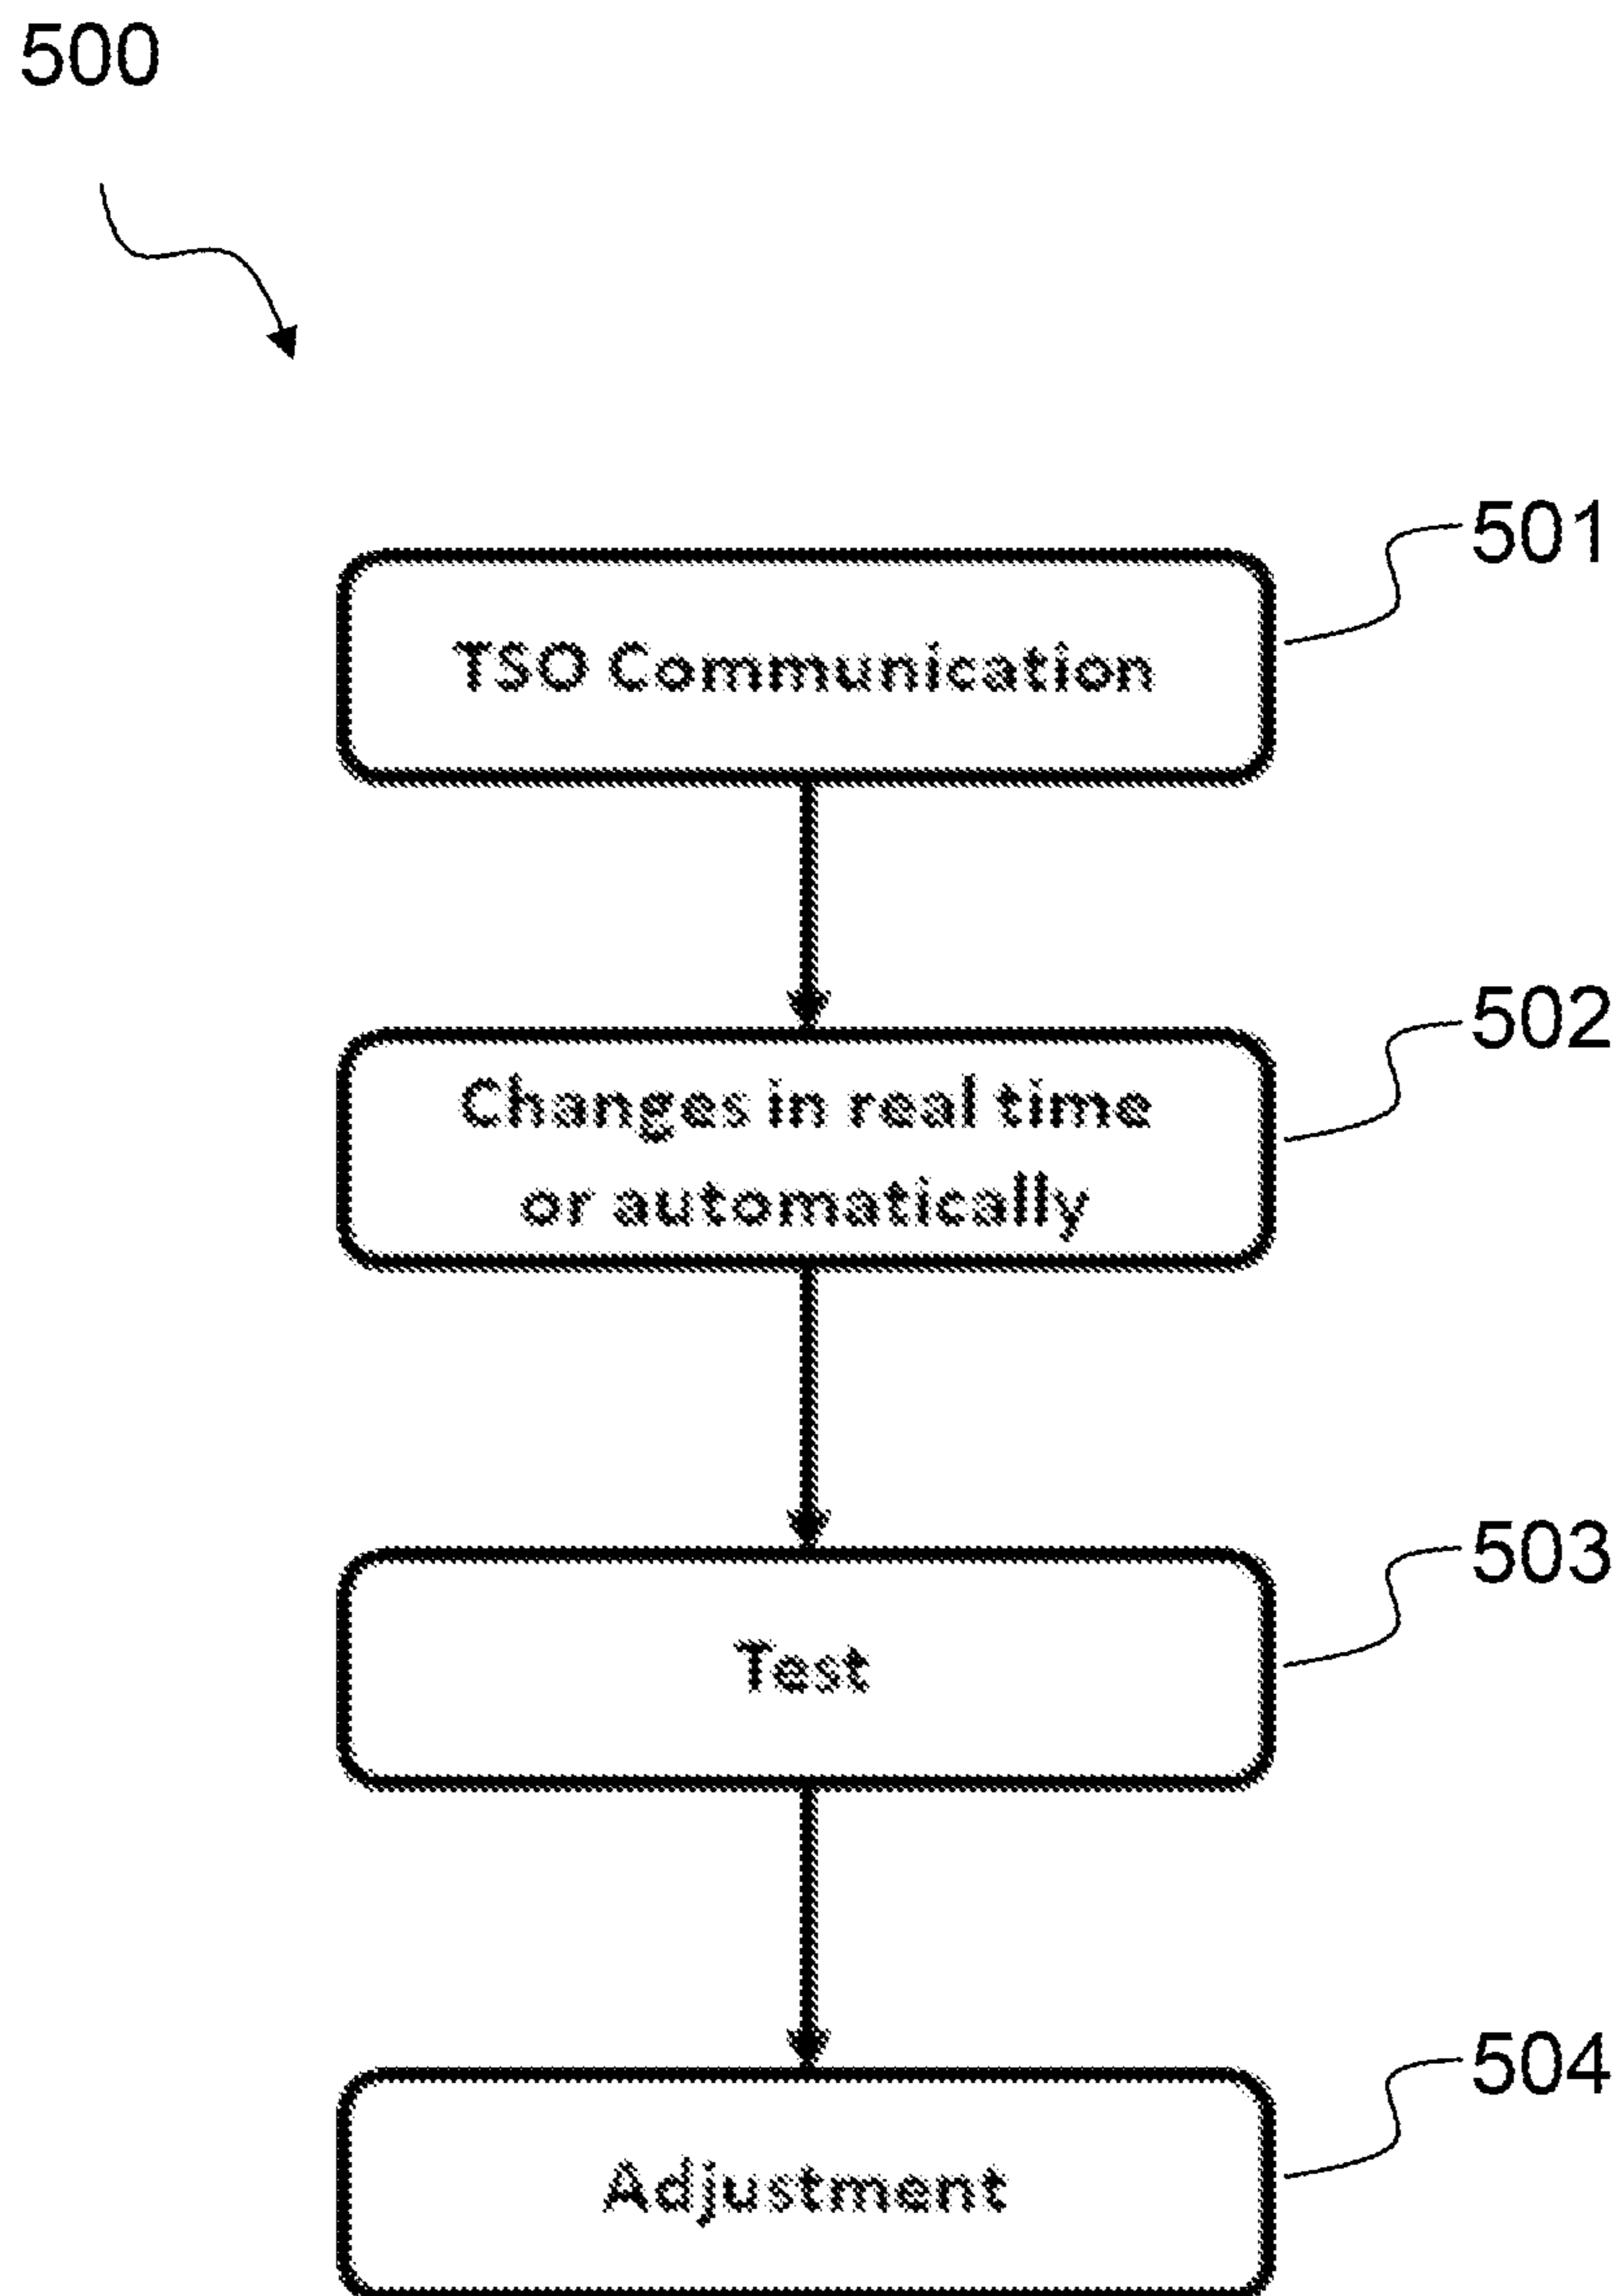 500
501
TSO Communication
502
Changes in real time
or automatically
503
Test
504
Adjustment